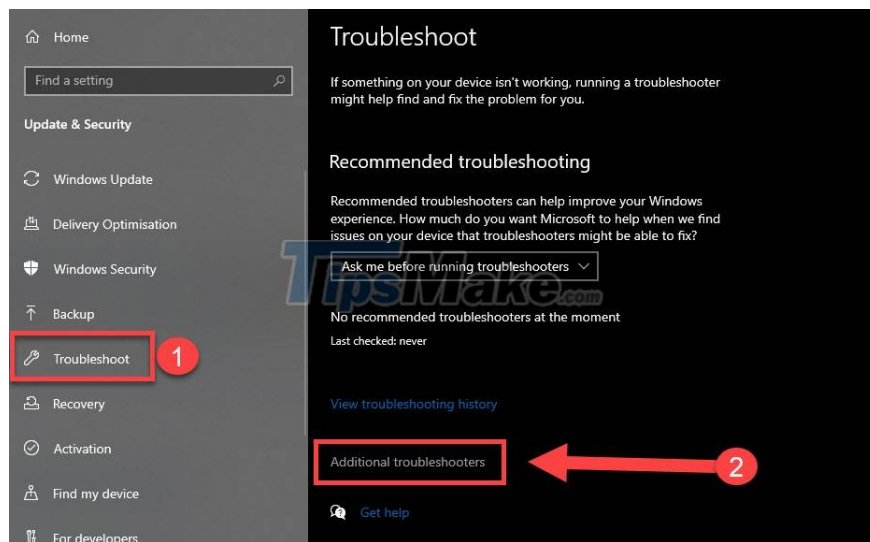 Home
Find a setting
Update & Security
Windows Update
Delivery Optimisation
Windows Security
Backup
Troubleshoot
1
Recovery
Activation
Find my device
For developers
Troubleshoot
If something on your device isn't working, running a troubleshooter
might help find and fix the problem for you.
Recommended troubleshooting
Recommended troubleshooters can help improve your Windows
experience. How much do you want Microsoft to help when we find
issues on your device that troubleshooters might be able to fix?
Ask me before running troubleshooters
TipsMake.com
No recommended troubleshooters at the moment
Last checked: never
View troubleshooting history
Additional troubleshooters
2
Get help